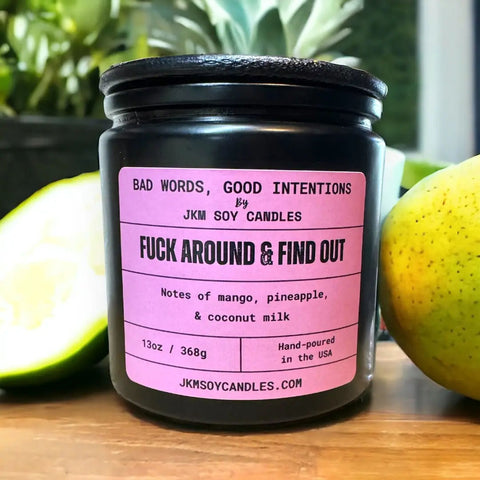 BAD WORDS, GOOD INTENTIONS
By
JKM SOY CANDLES
FUCK AROUND & FIND OUT
Notes of mango, pineapple,
& coconut milk
13oz / 368g
Hand-poured
in the USA
JKMSOYCANDLES.COM